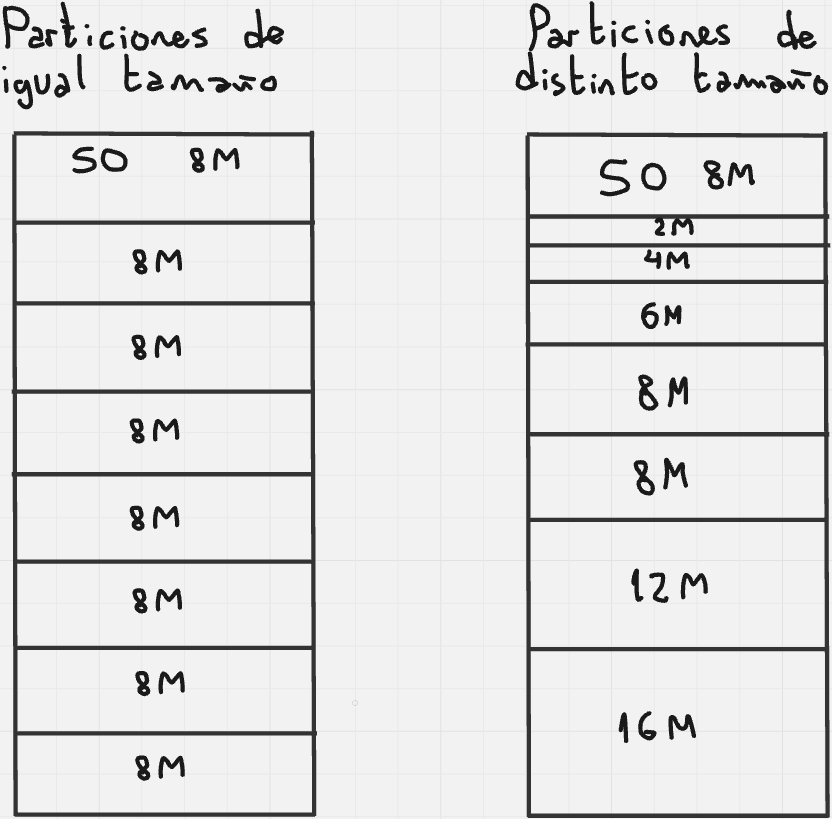 Particiones de
igual tamaño
SO 8M
8M
8M
8M
8M
8M
8M
8M
Particiones de
distinto tamaño
SO 8M
2M
4M
6M
8M
8M
12M
16M